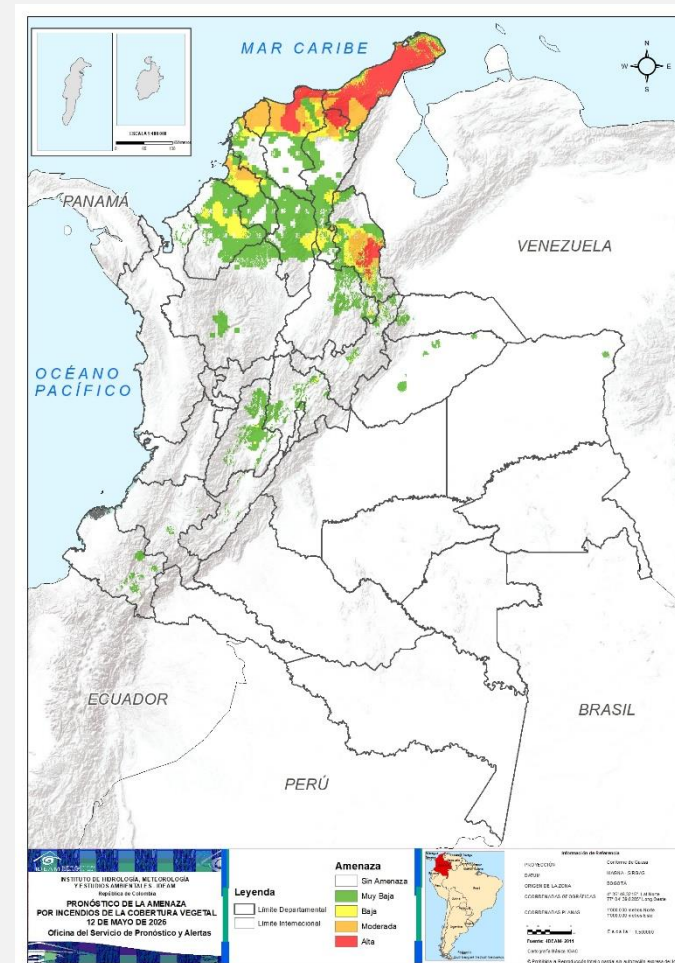 MAR CARIBE
N
W
E
S
PANAMÁ
VENEZUELA
OCÉANO
PACÍFICO
ECUADOR
BRASIL
PERÚ
INSTITUTO DE HIDROLOGÍA, METEOROLOGÍA
Y ESTUDIOS AMBIENTALES - IDEAM
República de Colombia
PRONÓSTICO DE LA AMENAZA
POR INCENDIOS DE LA COBERTURA VEGETAL
12 DE MAYO DE 2026
Oficina del Servicio de Pronóstico y Alertas
Leyenda
Límite Departamental
Límite Internacional
Amenaza
Sin Amenaza
Muy Baja
Baja
Moderada
Alta
Información de Referencia
PROYECCIÓN
Conforme de Gauss
DATUM
ORIGEN DE LA ZONA
BOGOTÁ
COORDENADAS GEOGRÁFICAS
COORDENADAS PLANAS